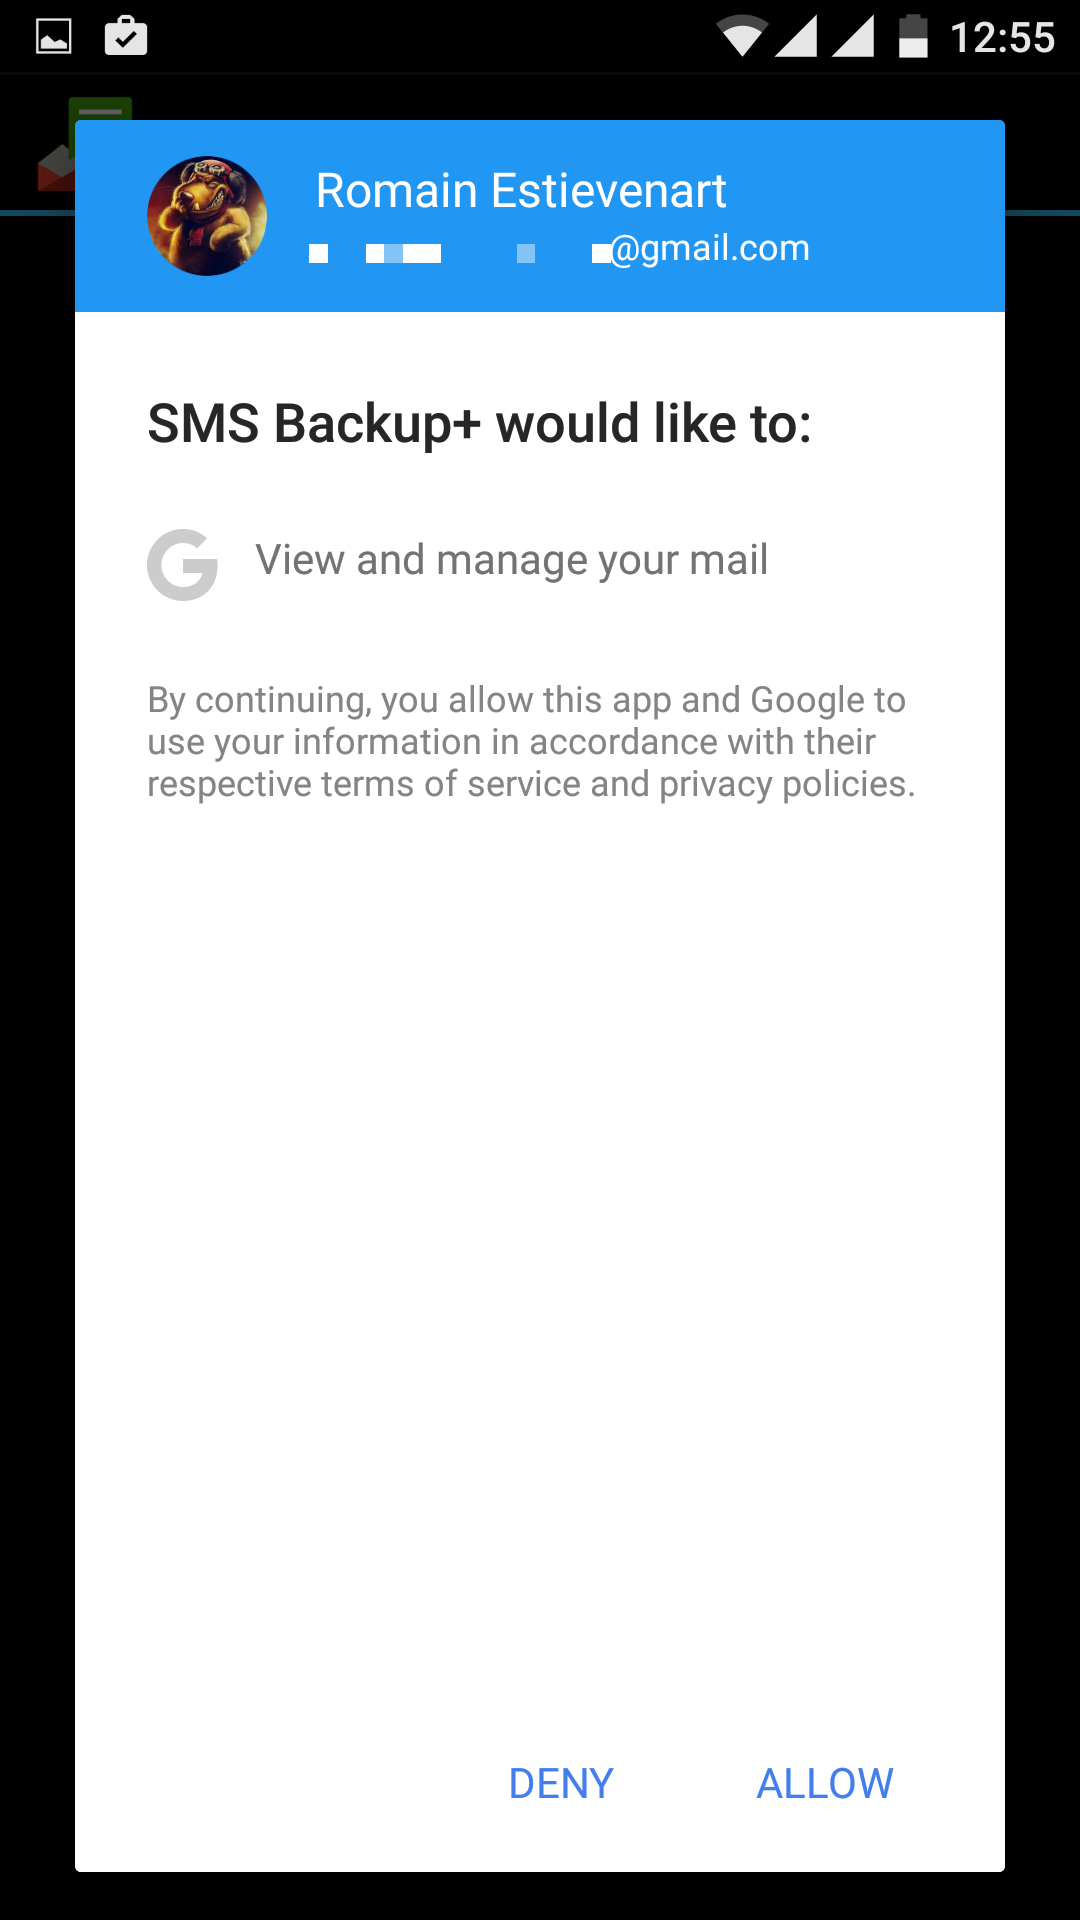 12:55
Romain Estievenart
@gmail.com
SMS Backup+ would like to:
View and manage your mail
By continuing, you allow this app and Google to
use your information in accordance with their
respective terms of service and privacy policies.
DENY ALLOW